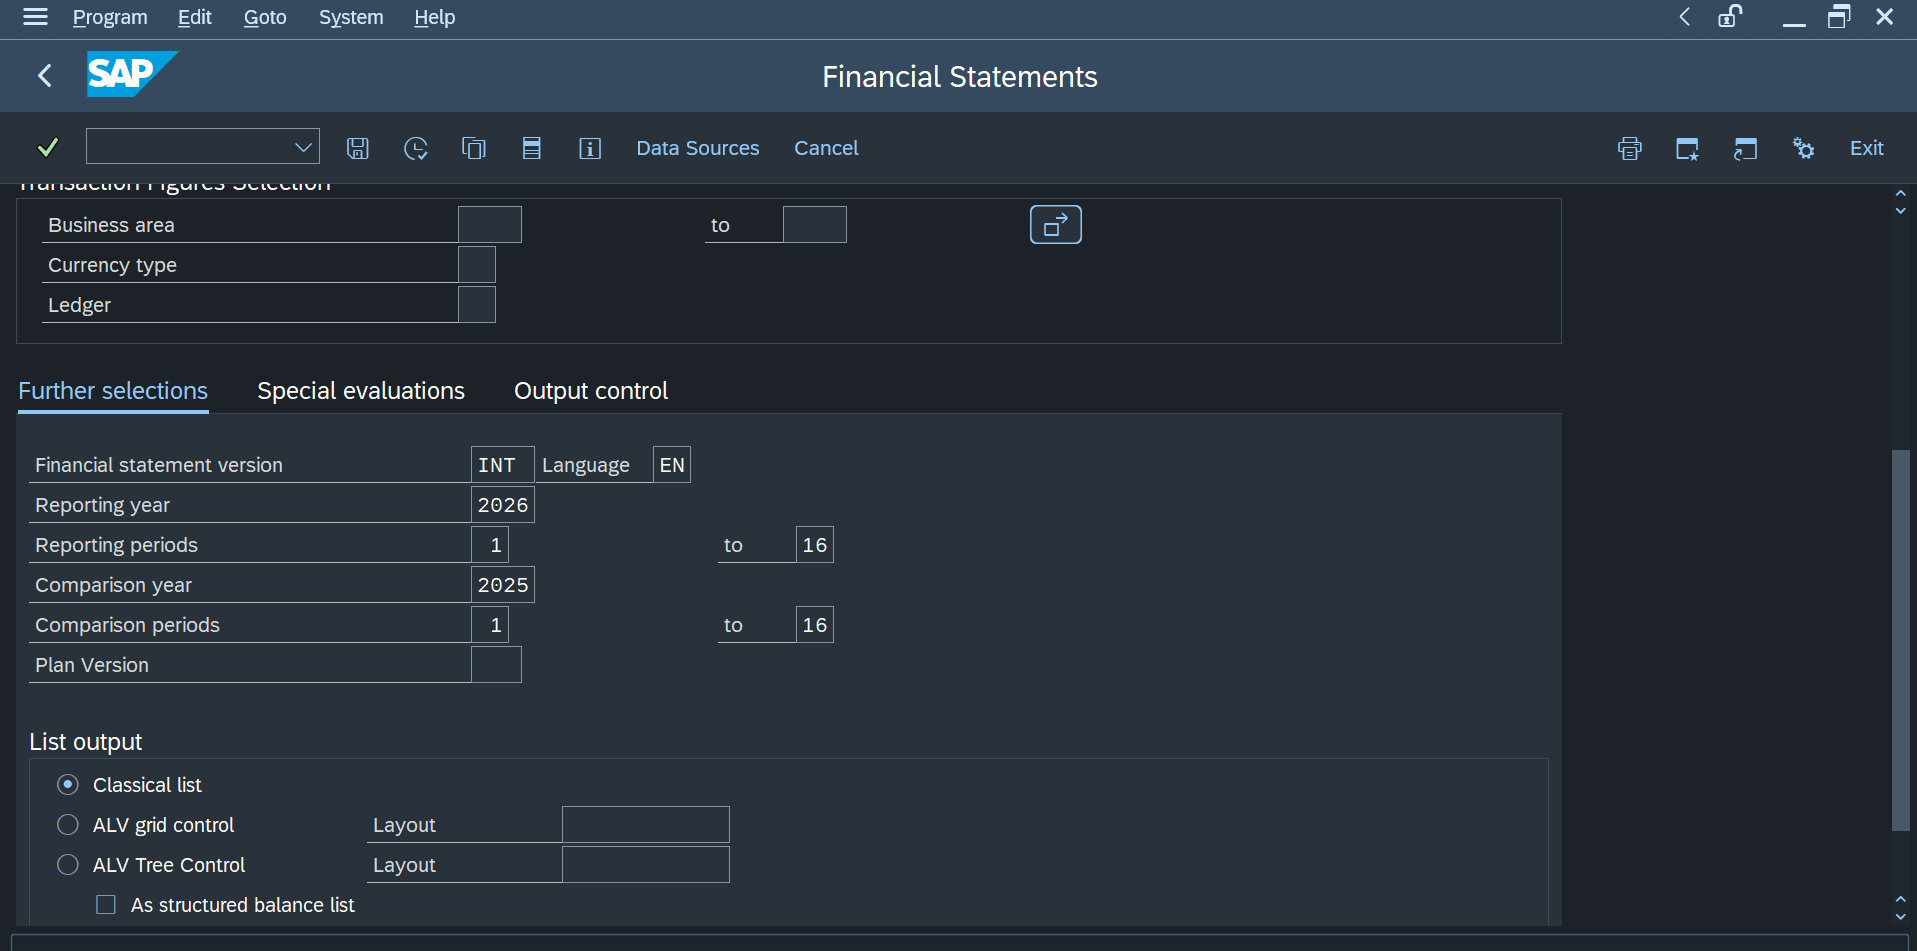 Program Edit Goto System Help
SAP Financial Statements
Data Sources Cancel Exit
Transaction Figures Selection
Business area to
Currency type
Ledger
Further selections Special evaluations Output control
Financial statement version INT Language EN
Reporting year 2026
Reporting periods 1 to 16
Comparison year 2025
Comparison periods 1 to 16
Plan Version
List output
Classical list
ALV grid control Layout
ALV Tree Control Layout
As structured balance list